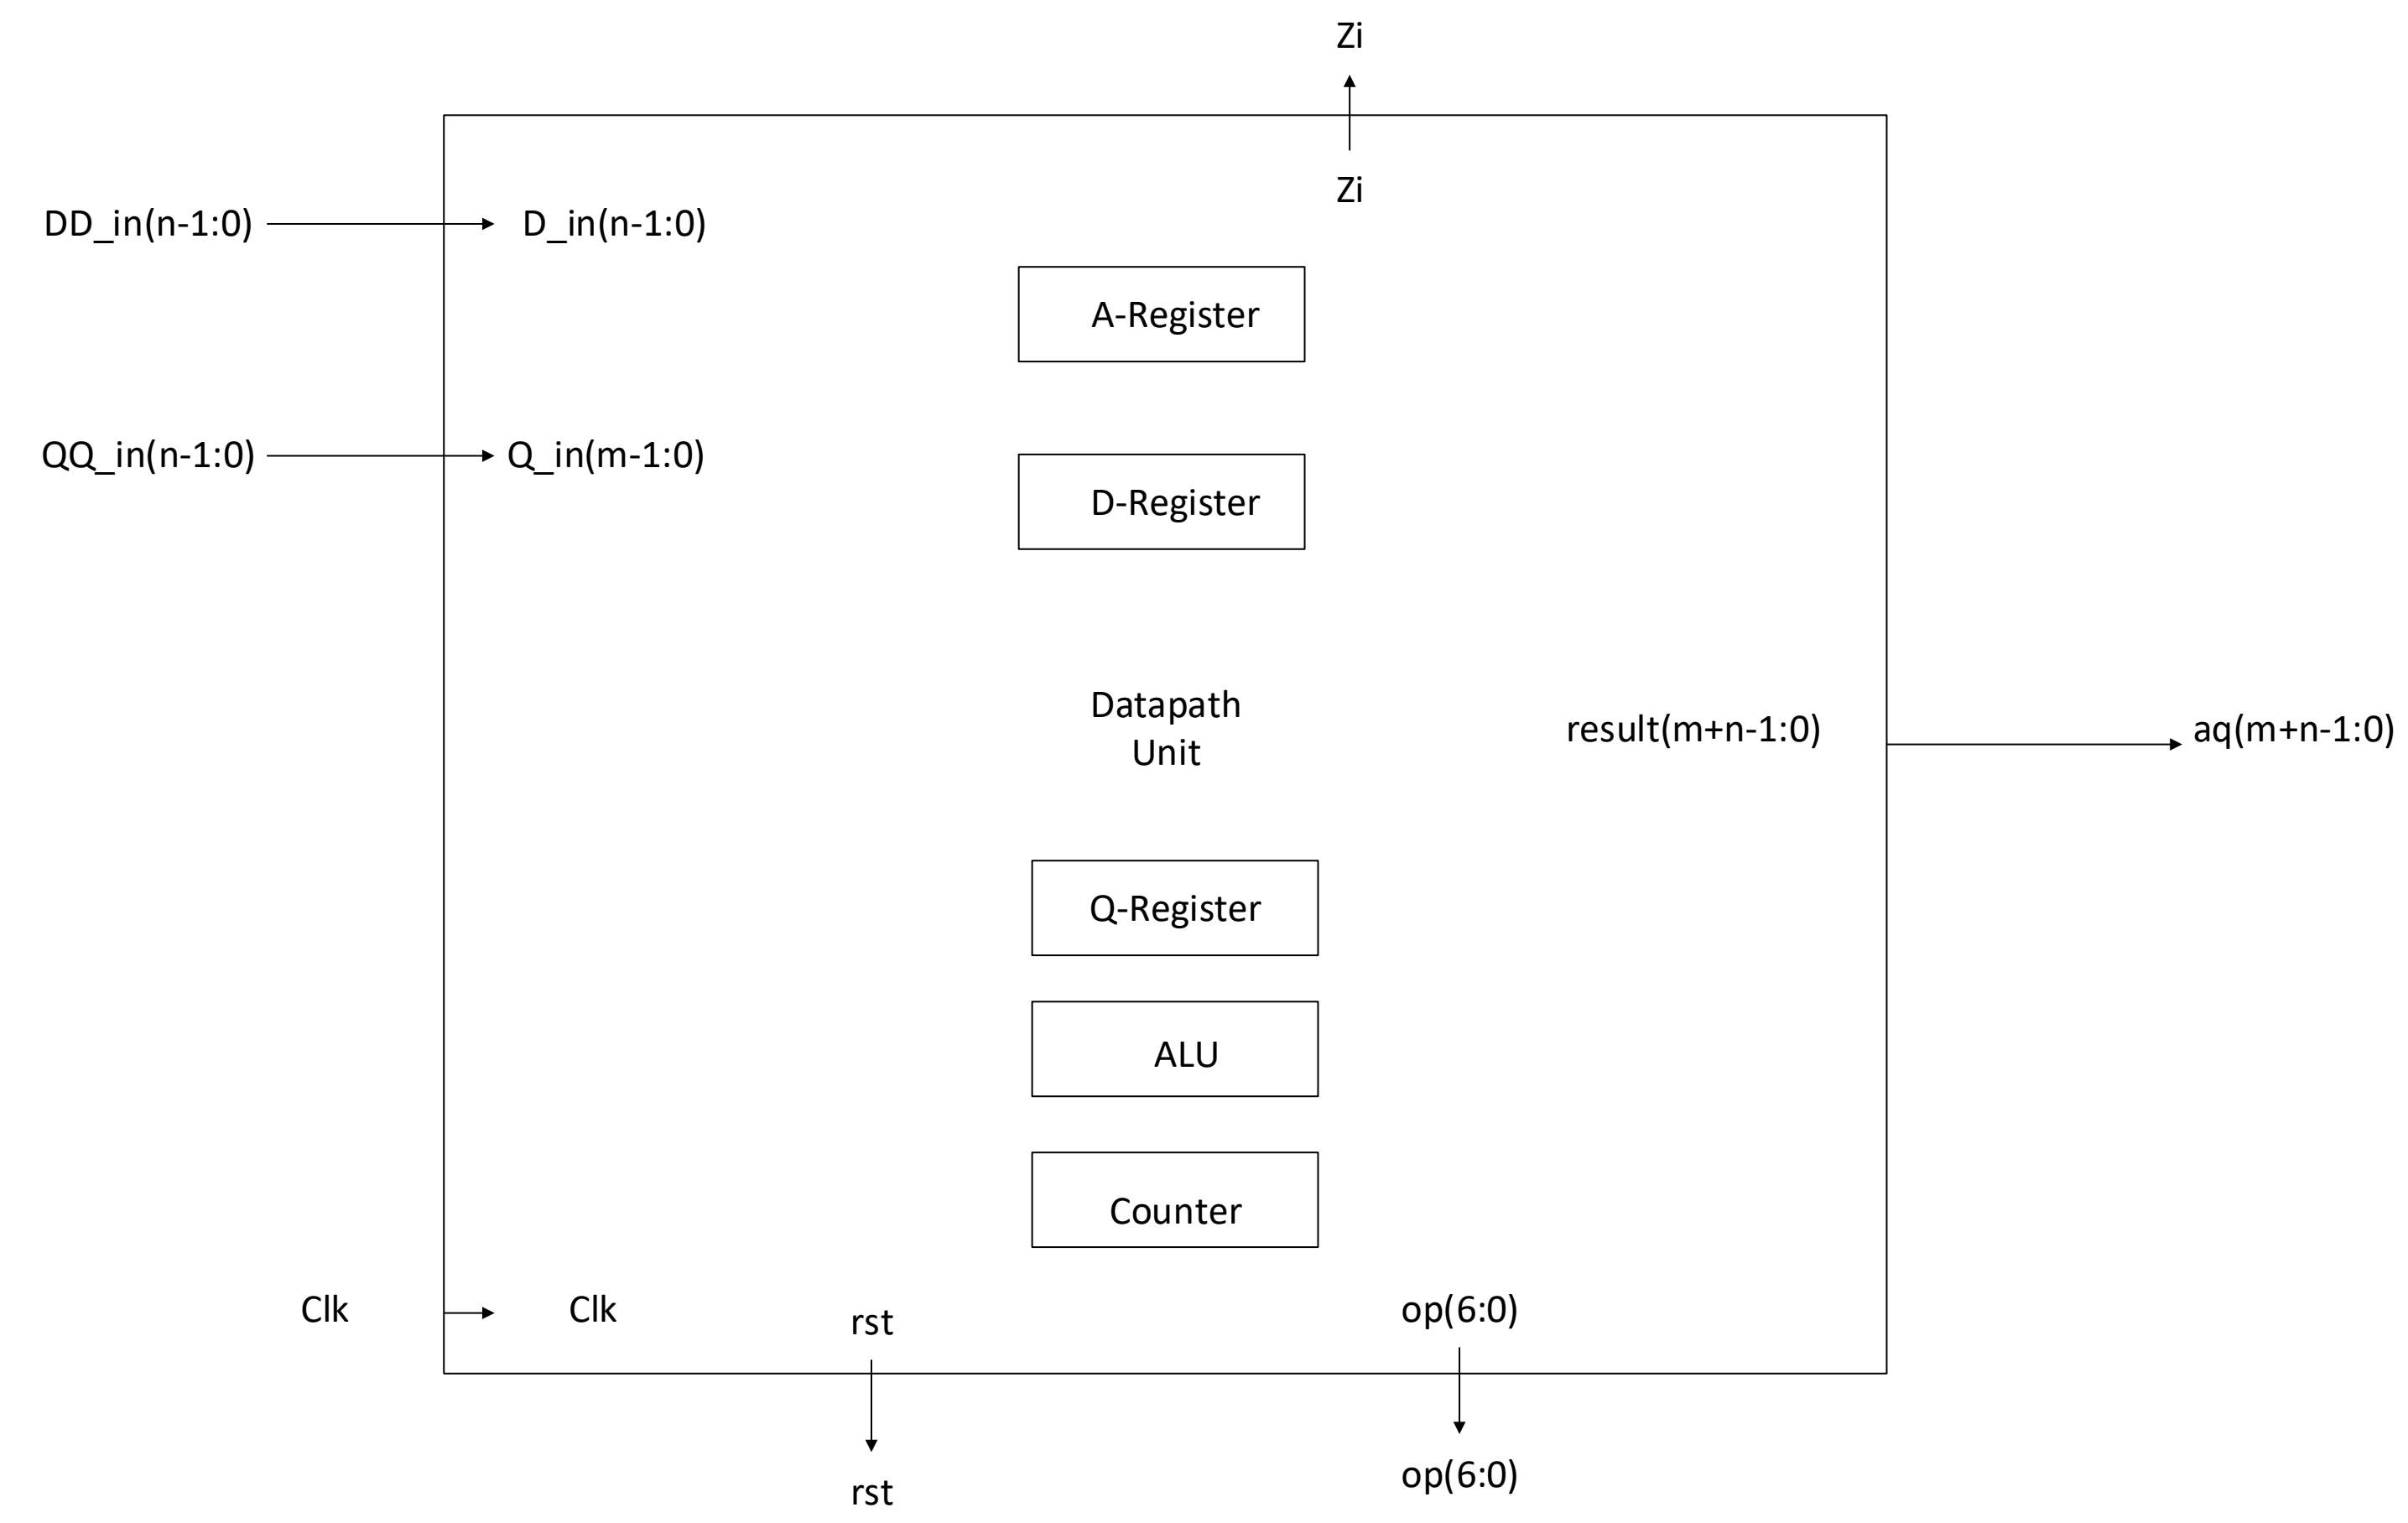 Zi
Zi
DD_in(n-1:0)
D_in(n-1:0)
A-Register
QQ_in(n-1:0)
Q_in(m-1:0)
D-Register
Datapath
Unit
result(m+n-1:0)
aq(m+n-1:0)
Q-Register
ALU
Counter
Clk
Clk
rst
op(6:0)
rst
op(6:0)